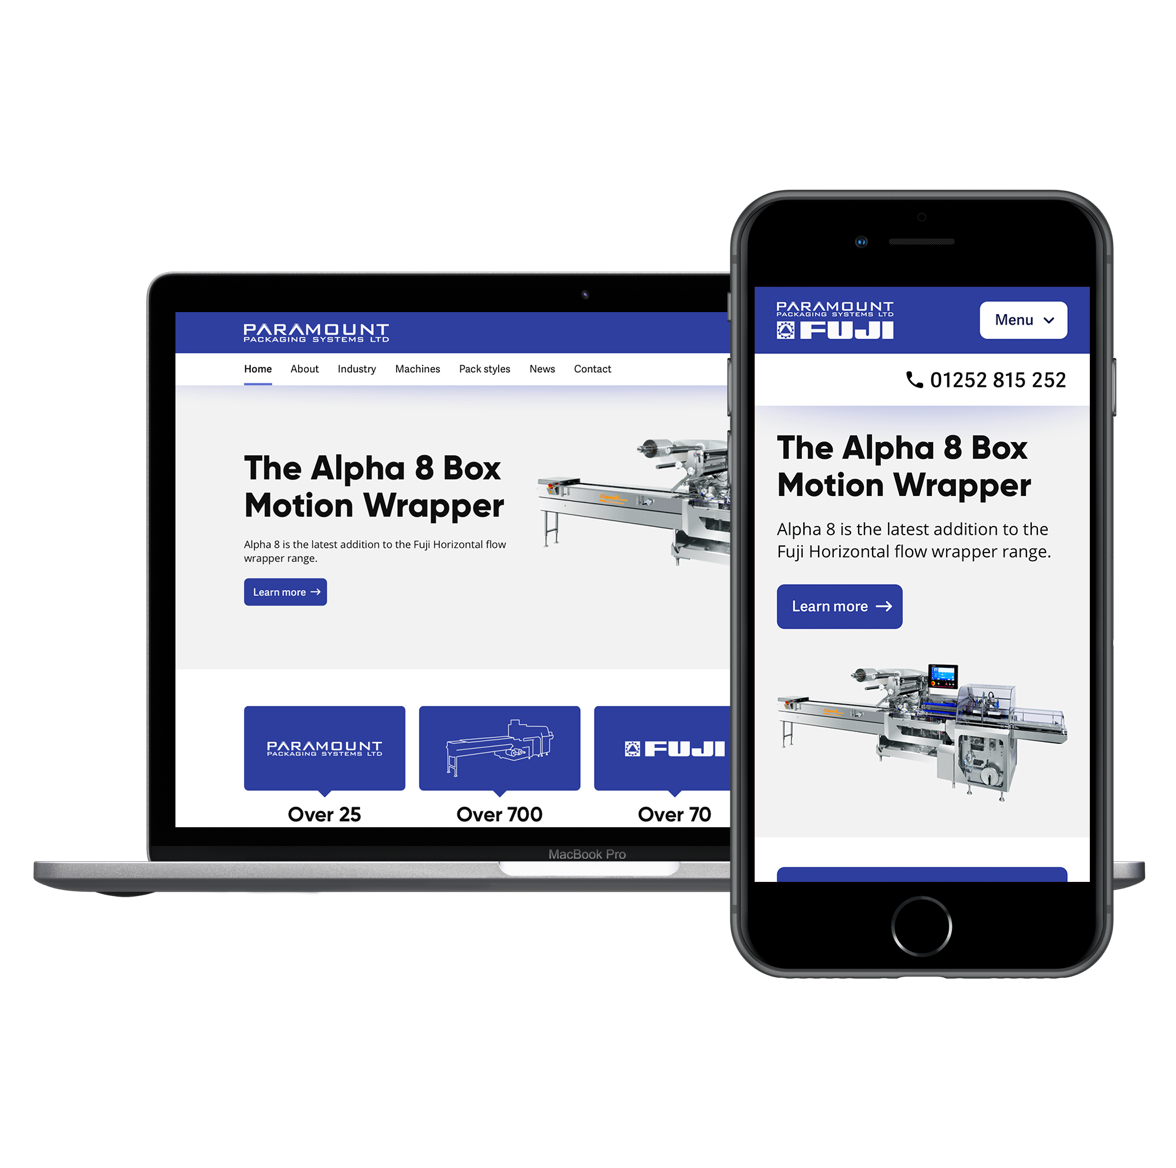 PARAMOUNT
PACKAGING SYSTEMS LTD
Home About Industry Machines Pack styles News Contact
The Alpha 8 Box
Motion Wrapper
Alpha 8 is the latest addition to the Fuji Horizontal flow
wrapper range.
Learn more →
PARAMOUNT
PACKAGING SYSTEMS LTD
FUJI
Over 25
Over 700
Over 70
MacBook Pro
PARAMOUNT
PACKAGING SYSTEMS LTD
FUJI
Menu
01252 815 252
The Alpha 8 Box
Motion Wrapper
Alpha 8 is the latest addition to the
Fuji Horizontal flow wrapper range.
Learn more →